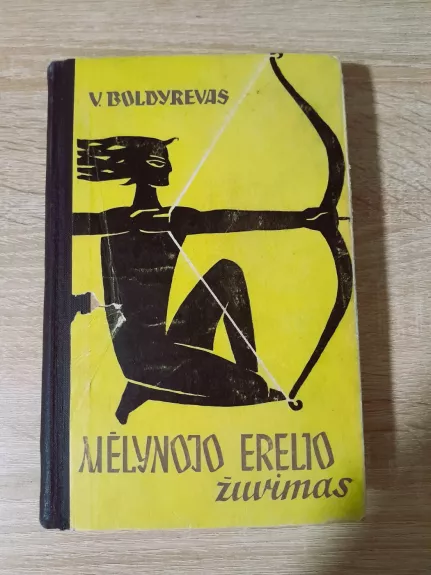 V. BOLDYREVAS
MĖLYNOJO ERELIO
žuvimas